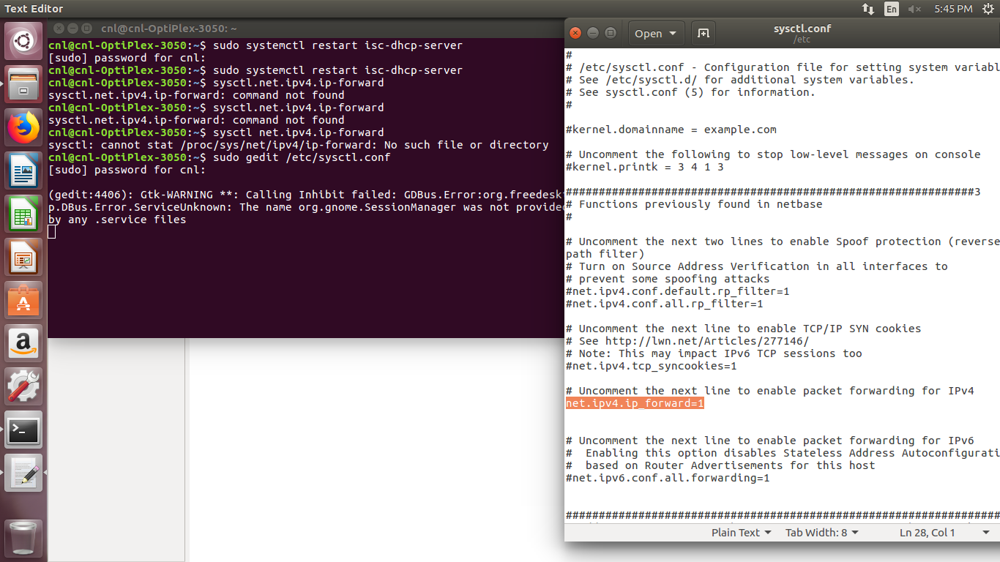 Text Editor
En
5:45 PM
cnl@cnl-OptiPlex-3050: ~
cnl@cnl-OptiPlex-3050:~$ sudo systemctl restart isc-dhcp-server
[sudo] password for cnl:
cnl@cnl-OptiPlex-3050:~$ sudo systemctl restart isc-dhcp-server
cnl@cnl-OptiPlex-3050:~$ sysctl.net.ipv4.ip-forward
sysctl.net.ipv4.ip-forward: command not found
cnl@cnl-OptiPlex-3050:~$ sysctl.net.ipv4.ip-forward
sysctl.net.ipv4.ip-forward: command not found
cnl@cnl-OptiPlex-3050:~$ sysctl net.ipv4.ip-forward
sysctl: cannot stat /proc/sys/net/ipv4/ip-forward: No such file or directory
cnl@cnl-OptiPlex-3050:~$ sudo gedit /etc/sysctl.conf
[sudo] password for cnl:
(gedit:4406): Gtk-WARNING **: Calling Inhibit failed: GDBus.Error:org.freedeskt
p.DBus.Error.ServiceUnknown: The name org.gnome.SessionManager was not provided
by any .service files
Open
sysctl.conf
/etc
#
# /etc/sysctl.conf - Configuration file for setting system variabl
# See /etc/sysctl.d/ for additional system variables.
# See sysctl.conf (5) for information.
#
#kernel.domainname = example.com
# Uncomment the following to stop low-level messages on console
#kernel.printk = 3 4 1 3
##############################################################3
# Functions previously found in netbase
#
# Uncomment the next two lines to enable Spoof protection (reverse
path filter)
# Turn on Source Address Verification in all interfaces to
# prevent some spoofing attacks
#net.ipv4.conf.default.rp_filter=1
#net.ipv4.conf.all.rp_filter=1
# Uncomment the next line to enable TCP/IP SYN cookies
# See http://lwn.net/Articles/277146/
# Note: This may impact IPv6 TCP sessions too
#net.ipv4.tcp_syncookies=1
# Uncomment the next line to enable packet forwarding for IPv4
net.ipv4.ip_forward=1
# Uncomment the next line to enable packet forwarding for IPv6
#  Enabling this option disables Stateless Address Autoconfigurati
#  based on Router Advertisements for this host
#net.ipv6.conf.all.forwarding=1
##################################################################
Plain Text
Tab Width: 8
Ln 28, Col 1